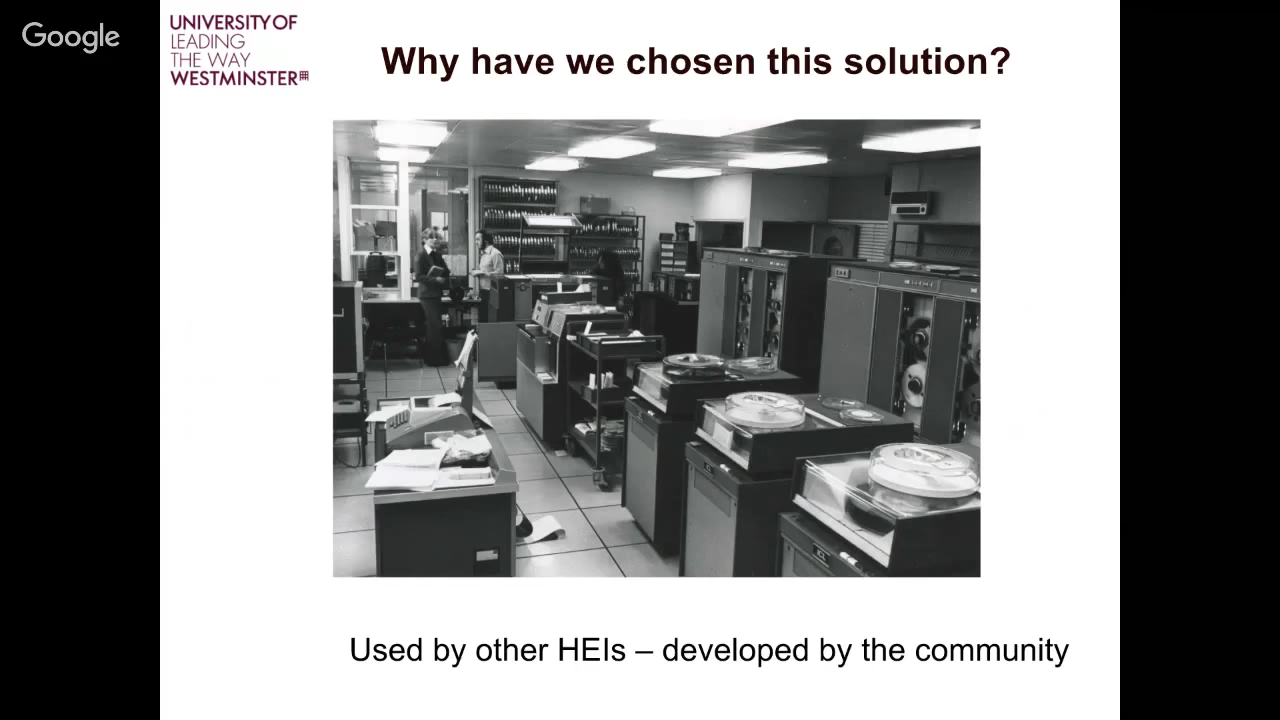 Google
UNIVERSITY OF
LEADING
THE WAY
WESTMINSTER
Why have we chosen this solution?
ICL
Used by other HEIs – developed by the community